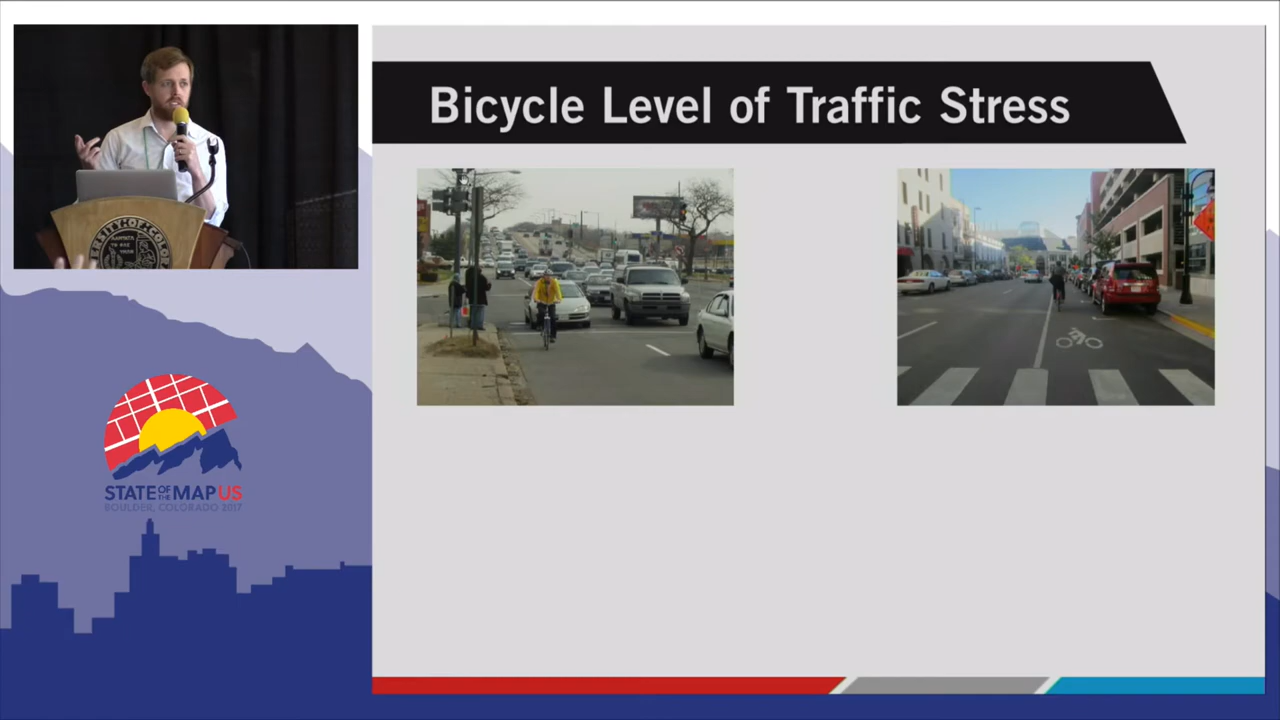 Bicycle Level of Traffic Stress
STATE OF THE MAP US
BOULDER, COLORADO 2017